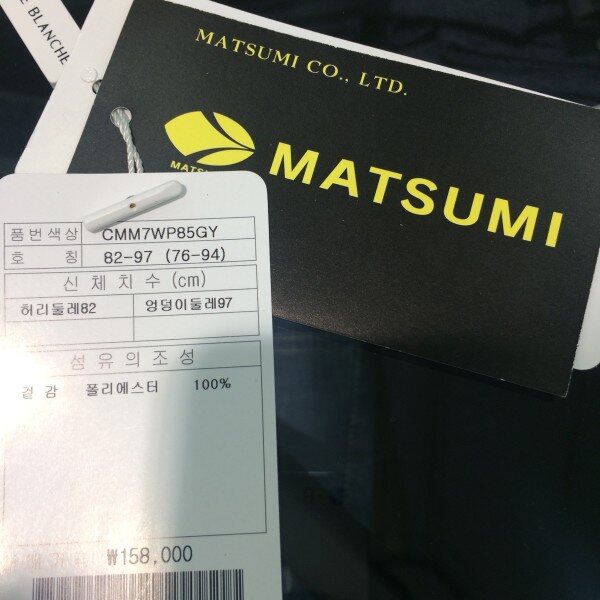 E BLANCHE
MATSUMI CO., LTD.
MATS
MATSUMI
품번색상 CMM7WP85GY
호 칭 82-97 (76-94)
신체치수 (cm)
허리둘레82 엉덩이둘레97
섬유의조성
겉 감 폴리에스터 100%
₩158,000